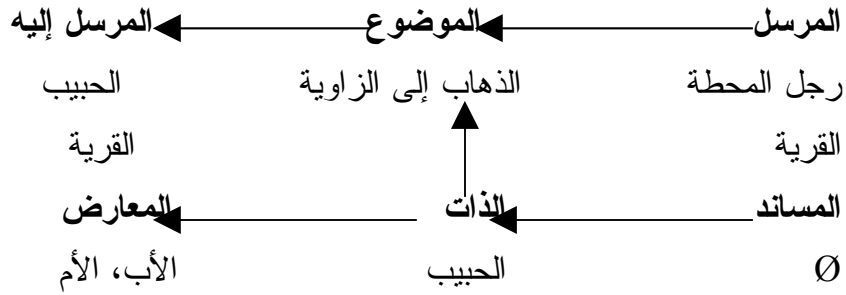 المرسل الموضوع المرسل إليه
رجل المحطة الذهاب إلى الزاوية الحبيب
القرية القرية
المساند الذات المعارض
Ø الحبيب الأب، الأم